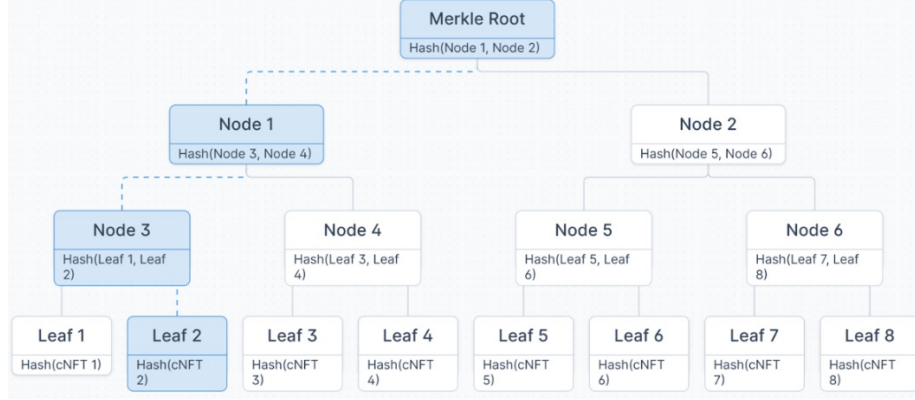 Merkle Root
Hash(Node 1, Node 2)
Node 1
Hash(Node 3, Node 4)
Node 2
Hash(Node 5, Node 6)
Node 3
Hash(Leaf 1, Leaf
2)
Node 4
Hash(Leaf 3, Leaf
4)
Node 5
Hash(Leaf 5, Leaf
6)
Node 6
Hash(Leaf 7, Leaf
8)
Leaf 1
Hash(cNFT 1)
Leaf 2
Hash(cNFT
2)
Leaf 3
Hash(cNFT
3)
Leaf 4
Hash(cNFT
4)
Leaf 5
Hash(cNFT
5)
Leaf 6
Hash(cNFT
6)
Leaf 7
Hash(cNFT
7)
Leaf 8
Hash(cNFT
8)